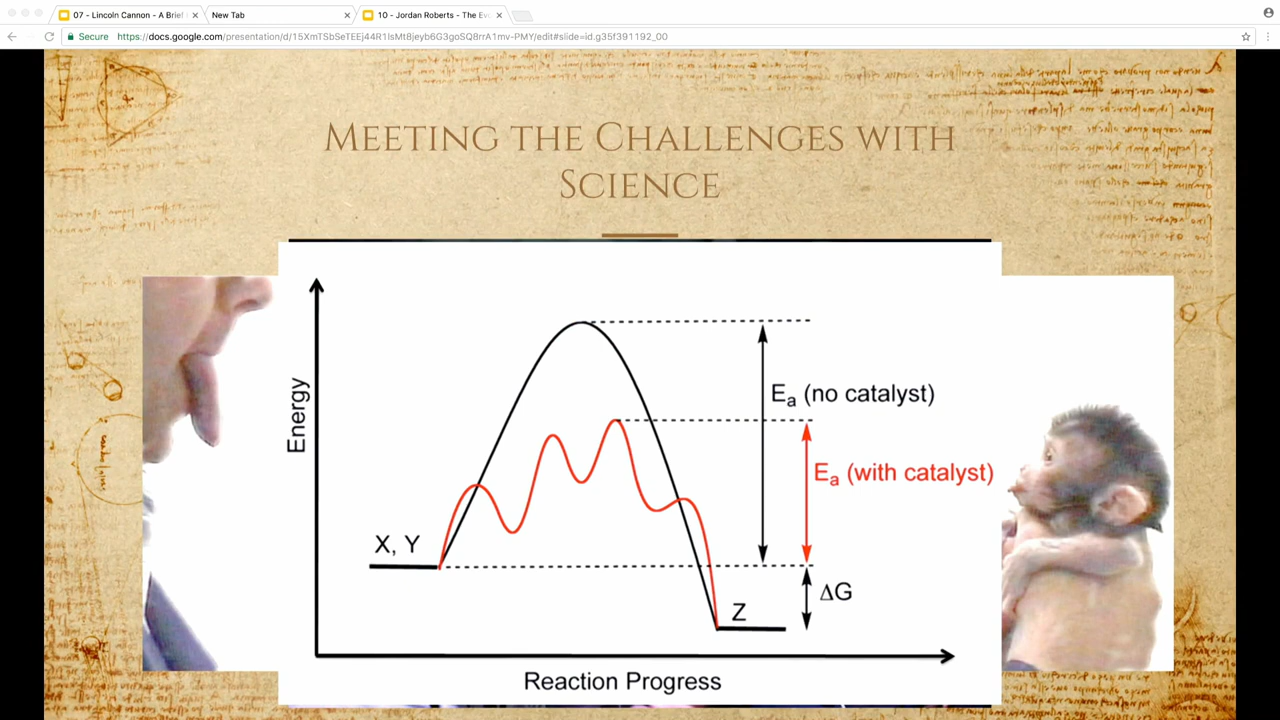 07 - Lincoln Cannon - A Brief
New Tab
10 - Jordan Roberts - The Ev
Secure
https://docs.google.com/presentation/d/15XmTSbSeTEEj44R1lsMt8jeyb6G3goSQ8rrA1mv-PMY/edit#slide=id.g35f391192_00
MEETING THE CHALLENGES WITH
SCIENCE
Energy
Ea (no catalyst)
Ea (with catalyst)
X, Y
ΔG
Z
Reaction Progress